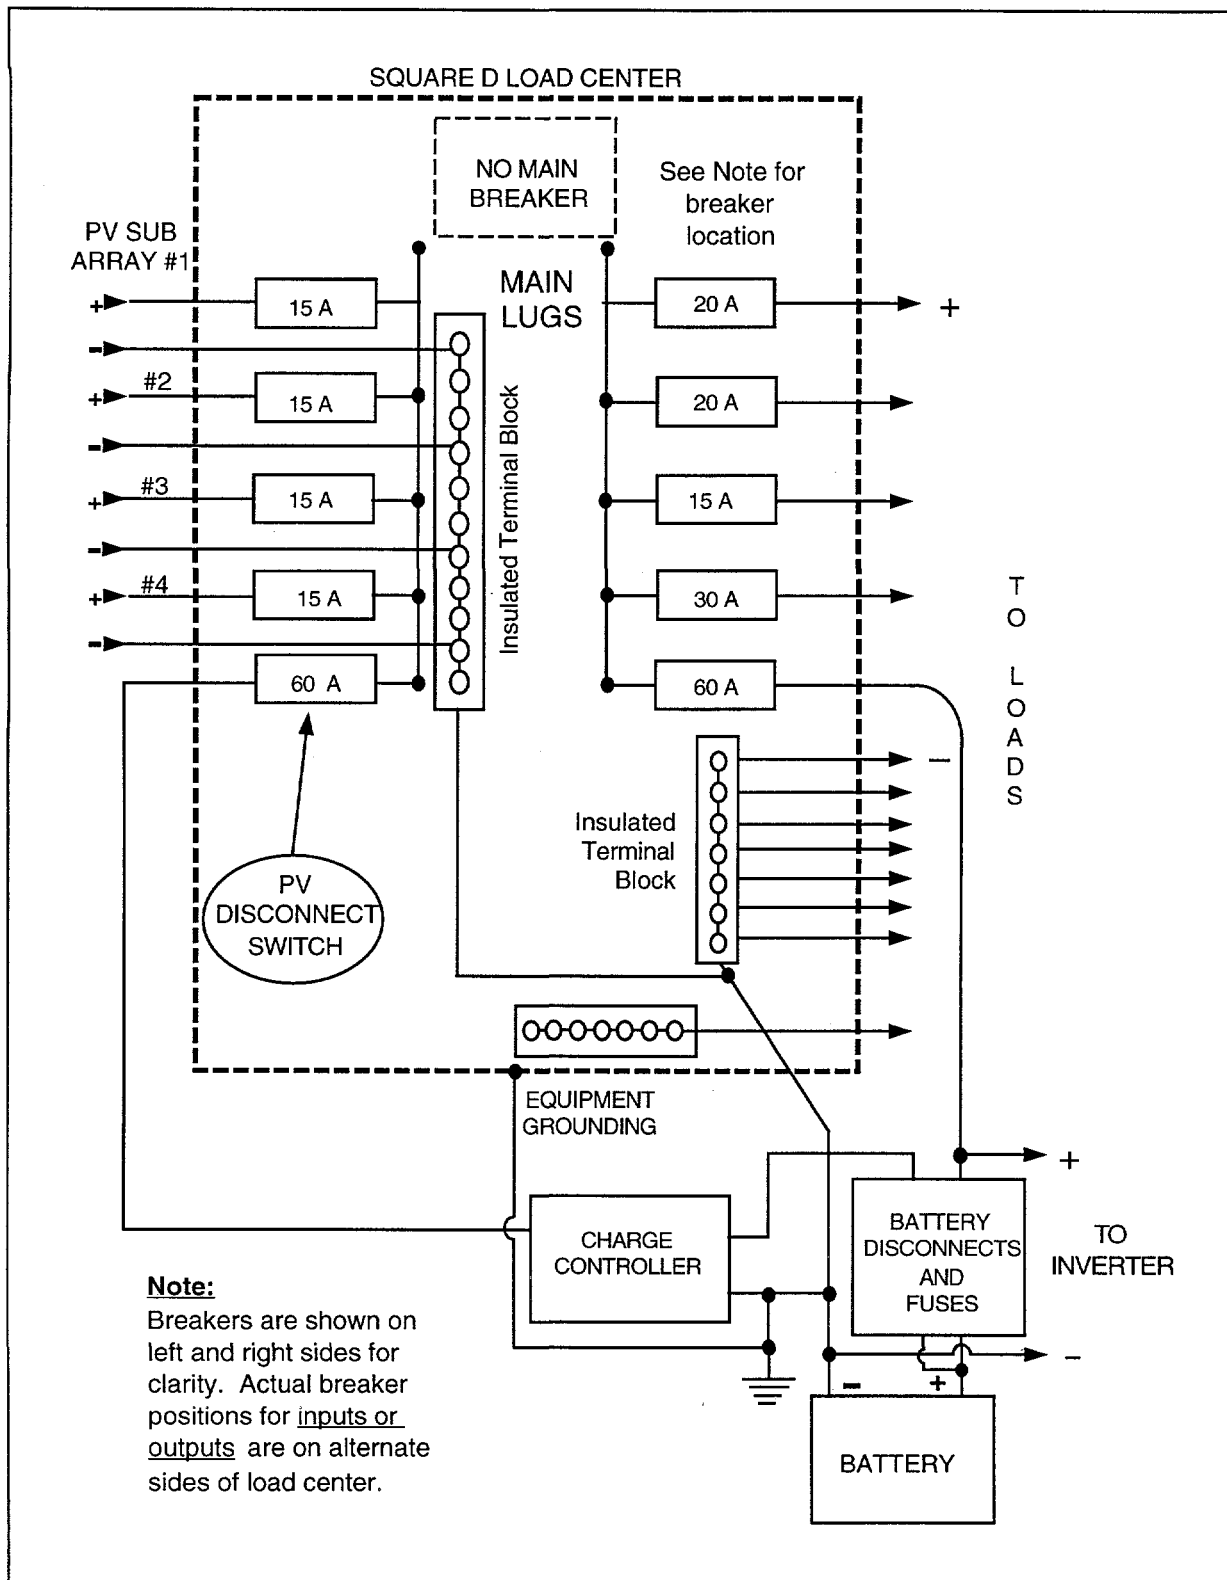 SQUARE D LOAD CENTER
NO MAIN
BREAKER
See Note for
breaker
location
PV SUB
ARRAY #1
MAIN
LUGS
+
15 A
20 A
+
-
#2
+
15 A
20 A
-
#3
+
15 A
15 A
-
#4
+
15 A
30 A
-
60 A
60 A
Insulated Terminal Block
TO LOADS
-
Insulated
Terminal
Block
PV
DISCONNECT
SWITCH
EQUIPMENT
GROUNDING
+
CHARGE
CONTROLLER
BATTERY
DISCONNECTS
AND
FUSES
TO
INVERTER
-
-
+
BATTERY
Note:
Breakers are shown on
left and right sides for
clarity. Actual breaker
positions for inputs or
outputs are on alternate
sides of load center.